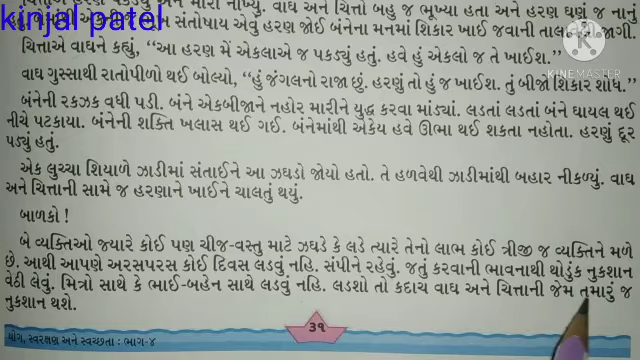 kinjal patel
હરણને પકડ્યું અને મારી નાખ્યું. વાઘ અને ચિત્તો બહુ જ ભૂખ્યા હતા અને હરણ ઘણું જ નાનું
સંતોષાય એવું હરણ જોઈ બંનેના મનમાં શિકાર ખાઈ જવાની જાગી.
ચિત્તાએ વાઘને કહ્યું, “આ હરણ મેં એકલાએ જ પકડ્યું હતું. હવે હું એકલો જ તે ખાઈશ.”
વાઘ ગુસ્સાથી રાતોપીળો થઈ બોલ્યો, “હું જંગલનો રાજા છું. હરણું તો હું જ ખાઈશ. તું બીજો શિકાર શોધ.”
બંનેની રકઝક વધી પડી. બંને એકબીજાને નહોર મારીને યુદ્ધ કરવા માંડ્યાં. લડતાં લડતાં બંને ઘાયલ થઈ
નીચે પટકાયા. બંનેની શક્તિ ખલાસ થઈ ગઈ. બંનેમાંથી એકેય હવે ઊભા થઈ શકતા નહોતા. હરણું દૂર
પડ્યું હતું.
એક લુચ્ચા શિયાળે ઝાડીમાં સંતાઈને આ ઝઘડો જોયો હતો. તે હળવેથી ઝાડીમાંથી બહાર નીકળ્યું. વાઘ
અને ચિત્તાની સામે જ હરણાને ખાઈને ચાલતું થયું.
બાળકો !
બે વ્યક્તિઓ જ્યારે કોઈ પણ ચીજ-વસ્તુ માટે ઝઘડે કે લડે ત્યારે તેનો લાભ કોઈ ત્રીજી જ વ્યક્તિને મળે
છે. આથી આપણે અરસપરસ કોઈ દિવસ લડવું નહિ. સંપીને રહેવું. જતું કરવાની ભાવનાથી થોડુંક નુકશાન
વેઠી લેવું. મિત્રો સાથે કે ભાઈ-બહેન સાથે લડવું નહિ. લડશો તો કદાચ વાઘ અને ચિત્તાની જેમ તમારું જ
નુકશાન થશે.
૩૧
યોગ, સ્વરક્ષણ અને સ્વચ્છતા : ભાગ-૪
KINEMASTER